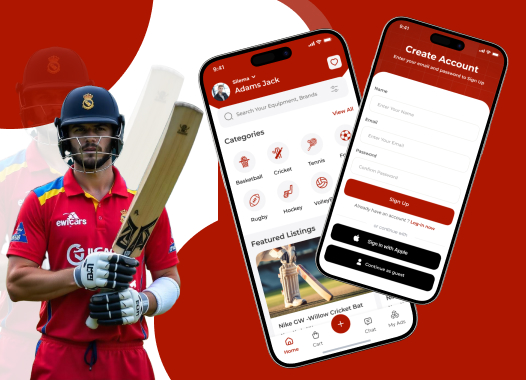 ewicars
9:41
Silema
Adams Jack
Search Your Equipment, Brands
Categories
View All
Basketball
Cricket
Tennis
Rugby
Hockey
Featured Listings
Nike GW -Willow Cricket Bat
Home
Cart
+
Chat
My Ads
9:41
Create Account
Enter your email and password to Sign Up
Name
Enter Your Name
Email
Enter Your Email
Password
Confirm Password
Sign Up
Already have an account ? Log-in now
or continue with
Sign in with Apple
Continue as guest